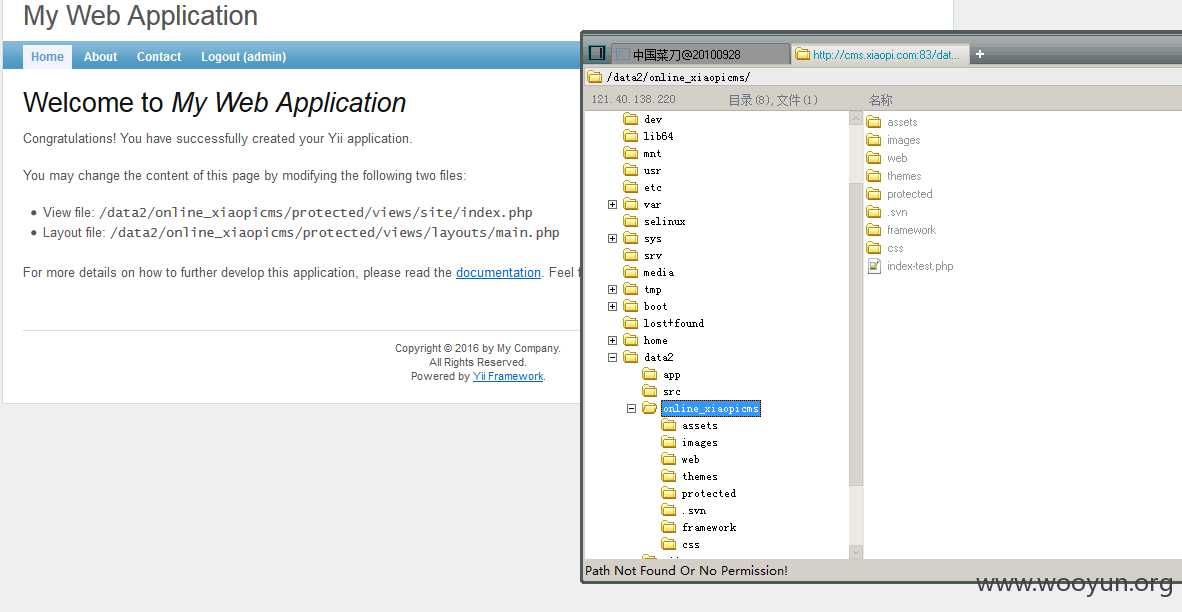 My Web Application
Home About Contact Logout (admin)
Welcome to My Web Application
Congratulations! You have successfully created your Yii application.
You may change the content of this page by modifying the following two files:
View file: /data2/online_xiaopicms/protected/views/site/index.php
Layout file: /data2/online_xiaopicms/protected/views/layouts/main.php
For more details on how to further develop this application, please read the documentation. Feel
Copyright © 2016 by My Company.
All Rights Reserved.
Powered by Yii Framework.
中国菜刀@20100928 http://cms.xiaopi.com:83/dat... +
/data2/online_xiaopicms/
121.40.138.220 目录(8),文件(1) 名称
dev
lib64
mnt
usr
etc
var
selinux
sys
srv
media
tmp
boot
lost+found
home
data2
app
src
online_xiaopicms
assets
images
web
themes
protected
.svn
framework
css
assets
images
web
themes
protected
.svn
framework
css
index-test.php
Path Not Found Or No Permission!
www.wooyun.org